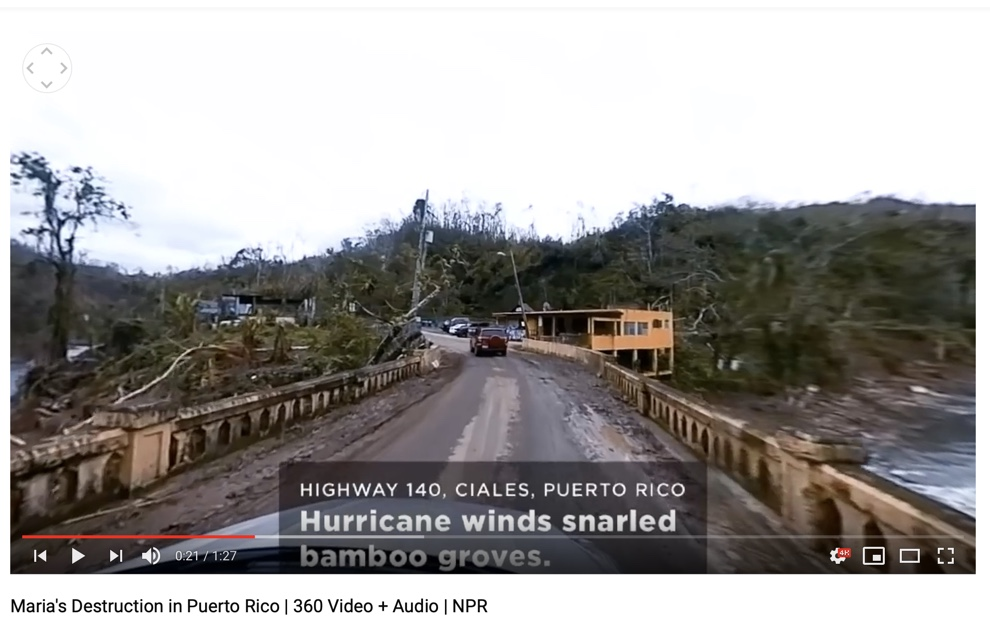 HIGHWAY 140, CIALES, PUERTO RICO
Hurricane winds snarled
bamboo groves.
0:21 / 1:27
4K
Maria's Destruction in Puerto Rico | 360 Video + Audio | NPR